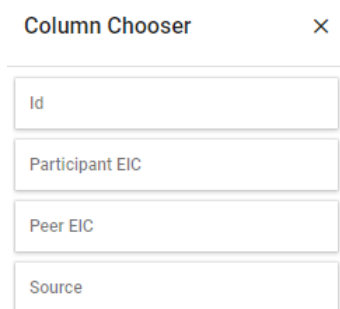 Column Chooser
Id
Participant EIC
Peer EIC
Source